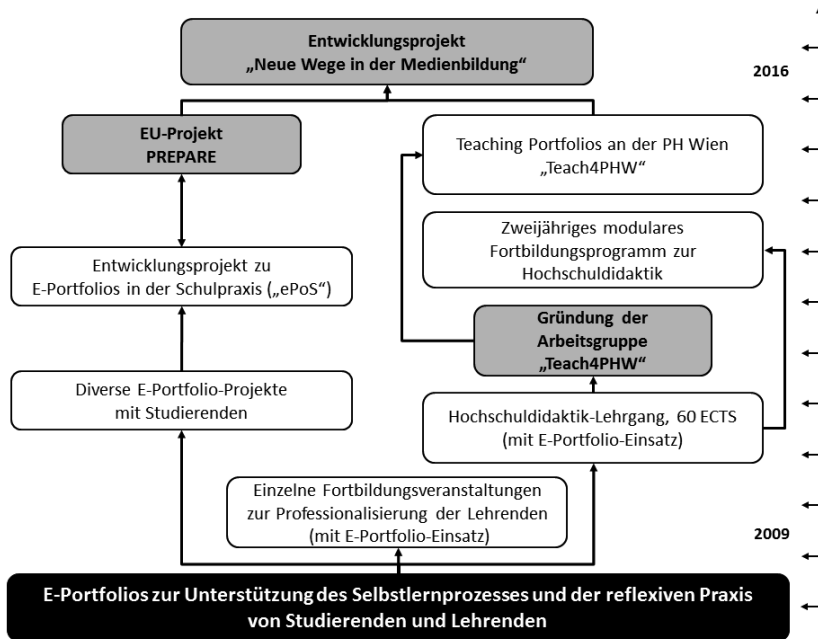 Entwicklungsprojekt
„Neue Wege in der Medienbildung“
2016
EU-Projekt
PREPARE
Teaching Portfolios an der PH Wien
„Teach4PHW“
Zweijähriges modulares
Fortbildungsprogramm zur
Hochschuldidaktik
Entwicklungsprojekt zu
E-Portfolios in der Schulpraxis („ePoS“)
Gründung der
Arbeitsgruppe
„Teach4PHW“
Diverse E-Portfolio-Projekte
mit Studierenden
Hochschuldidaktik-Lehrgang, 60 ECTS
(mit E-Portfolio-Einsatz)
Einzelne Fortbildungsveranstaltungen
zur Professionalisierung der Lehrenden
(mit E-Portfolio-Einsatz)
2009
E-Portfolios zur Unterstützung des Selbstlernprozesses und der reflexiven Praxis
von Studierenden und Lehrenden